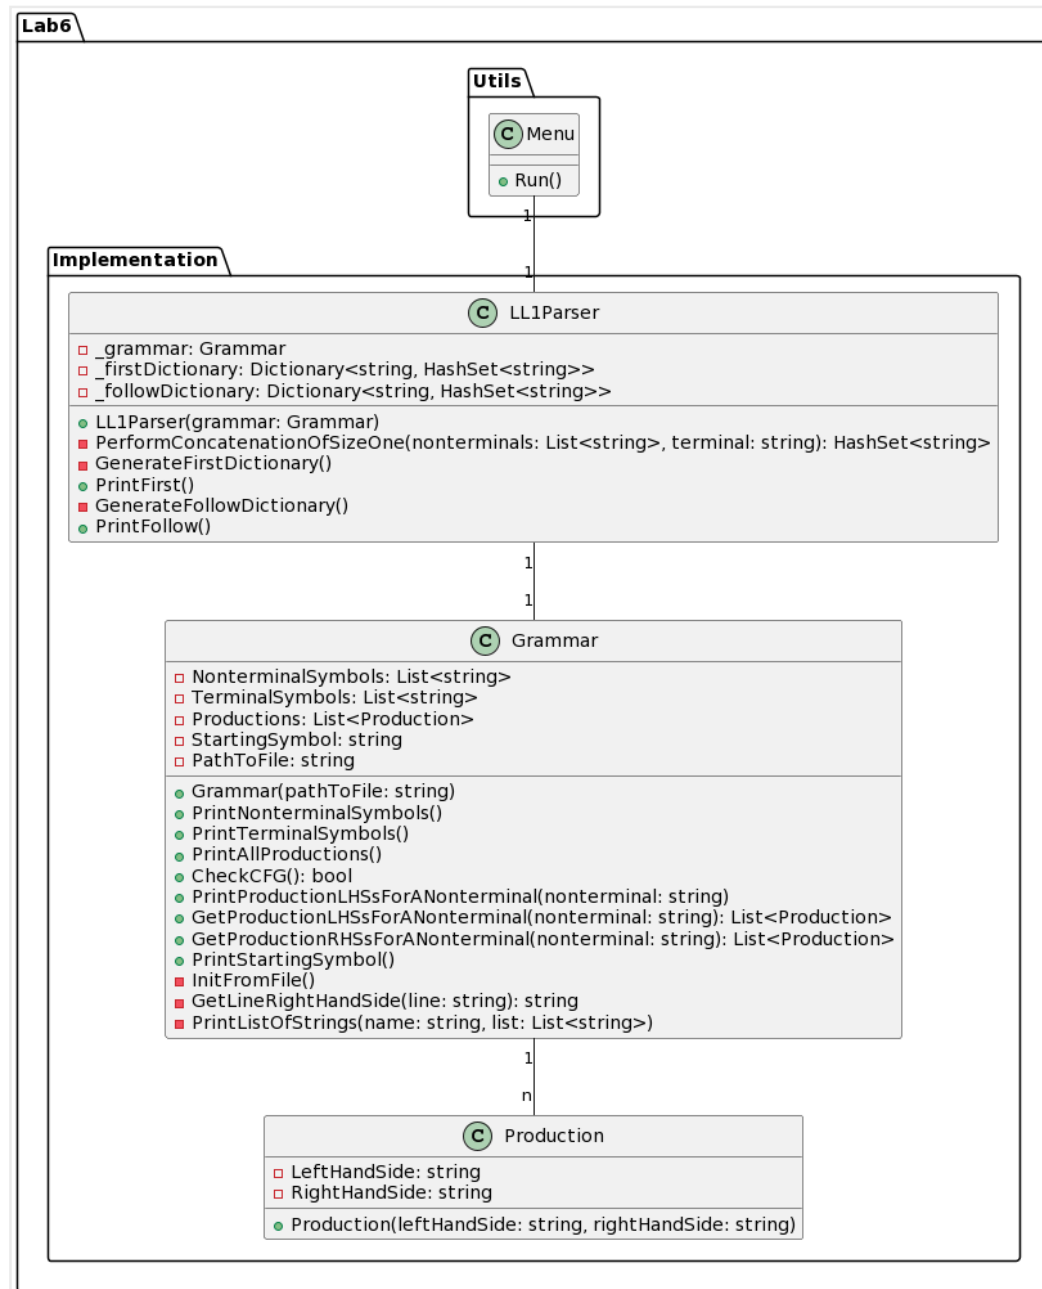 Lab6
Utils
C Menu
Run()
1
1
Implementation
C LL1Parser
_grammar: Grammar
_firstDictionary: Dictionary<string, HashSet<string>>
_followDictionary: Dictionary<string, HashSet<string>>
LL1Parser(grammar: Grammar)
PerformConcatenationOfSizeOne(nonterminals: List<string>, terminal: string): HashSet<string>
GenerateFirstDictionary()
PrintFirst()
GenerateFollowDictionary()
PrintFollow()
1
1
C Grammar
NonterminalSymbols: List<string>
TerminalSymbols: List<string>
Productions: List<Production>
StartingSymbol: string
PathToFile: string
Grammar(pathToFile: string)
PrintNonterminalSymbols()
PrintTerminalSymbols()
PrintAllProductions()
CheckCFG(): bool
PrintProductionLHSsForANonterminal(nonterminal: string)
GetProductionLHSsForANonterminal(nonterminal: string): List<Production>
GetProductionRHSsForANonterminal(nonterminal: string): List<Production>
PrintStartingSymbol()
InitFromFile()
GetLineRightHandSide(line: string): string
PrintListOfStrings(name: string, list: List<string>)
1
n
C Production
LeftHandSide: string
RightHandSide: string
Production(leftHandSide: string, rightHandSide: string)